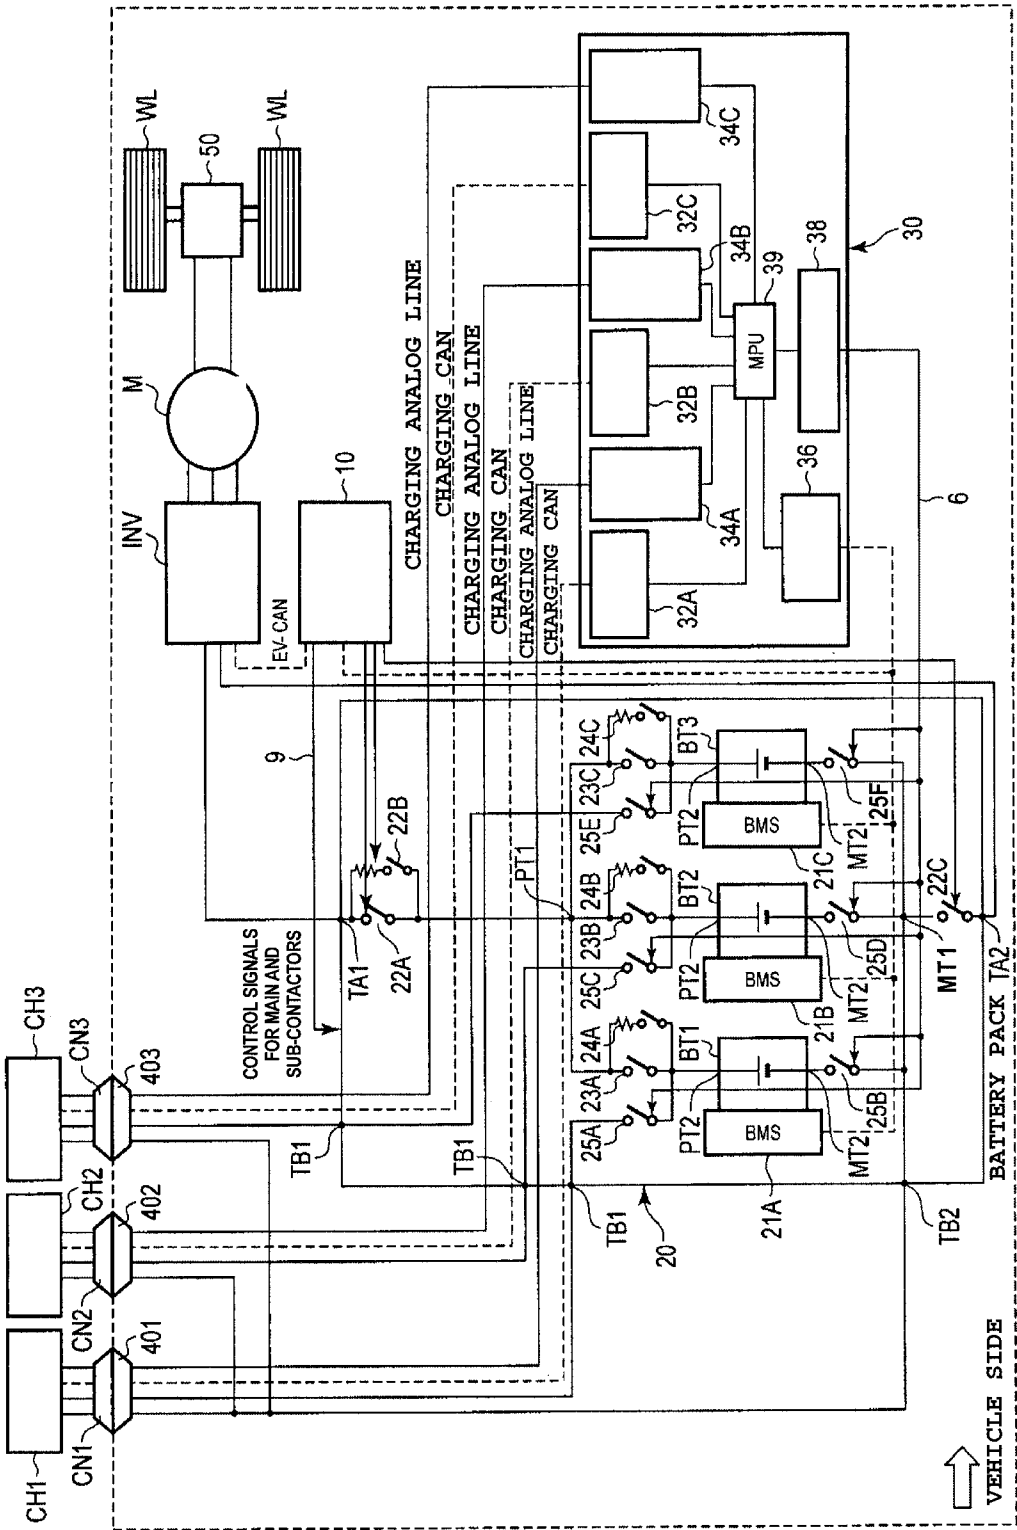 CH1
CH2
CH3
CN1
CN2
CN3
401
402
403
TB1
TB1
TB1
CONTROL SIGNALS
FOR MAIN AND
SUB-CONTACTORS
9
TA1
22A
22B
EV-CAN
INV
10
M
WL
50
WL
CHARGING ANALOG LINE
CHARGING CAN
CHARGING ANALOG LINE
CHARGING CAN
CHARGING ANALOG LINE
CHARGING CAN
PT1
20
25A
23A
24A
25C
23B
24B
25E
23C
24C
PT2
BT1
PT2
BT2
PT2
BT3
BMS
BMS
BMS
21A
MT2
25B
21B
MT2
25D
21C
MT2
25F
TB2
MT1
22C
TA2
BATTERY PACK
32A
34A
32B
34B
32C
34C
MPU
39
36
38
30
6
VEHICLE SIDE